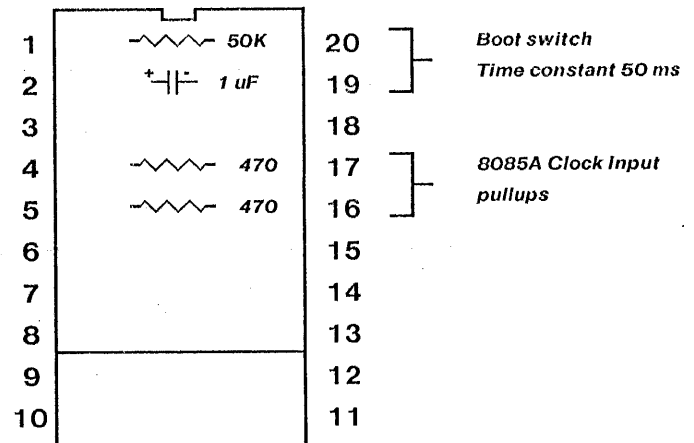 1 50K 20 Boot switch
2 + - 1 uF 19 Time constant 50 ms
3 18
4 470 17 8085A Clock Input
5 470 16 pullups
6 15
7 14
8 13
9 12
10 11